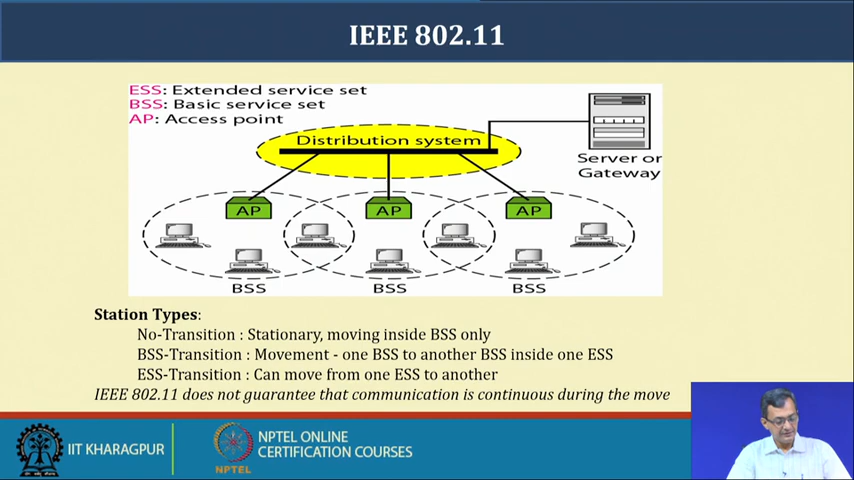 IEEE 802.11
ESS: Extended service set
BSS: Basic service set
AP: Access point
Distribution system
Server or
Gateway
AP
AP
AP
BSS
BSS
BSS
Station Types:
No-Transition : Stationary, moving inside BSS only
BSS-Transition : Movement - one BSS to another BSS inside one ESS
ESS-Transition : Can move from one ESS to another
IEEE 802.11 does not guarantee that communication is continuous during the move
IIT KHARAGPUR
NPTEL
NPTEL ONLINE
CERTIFICATION COURSES